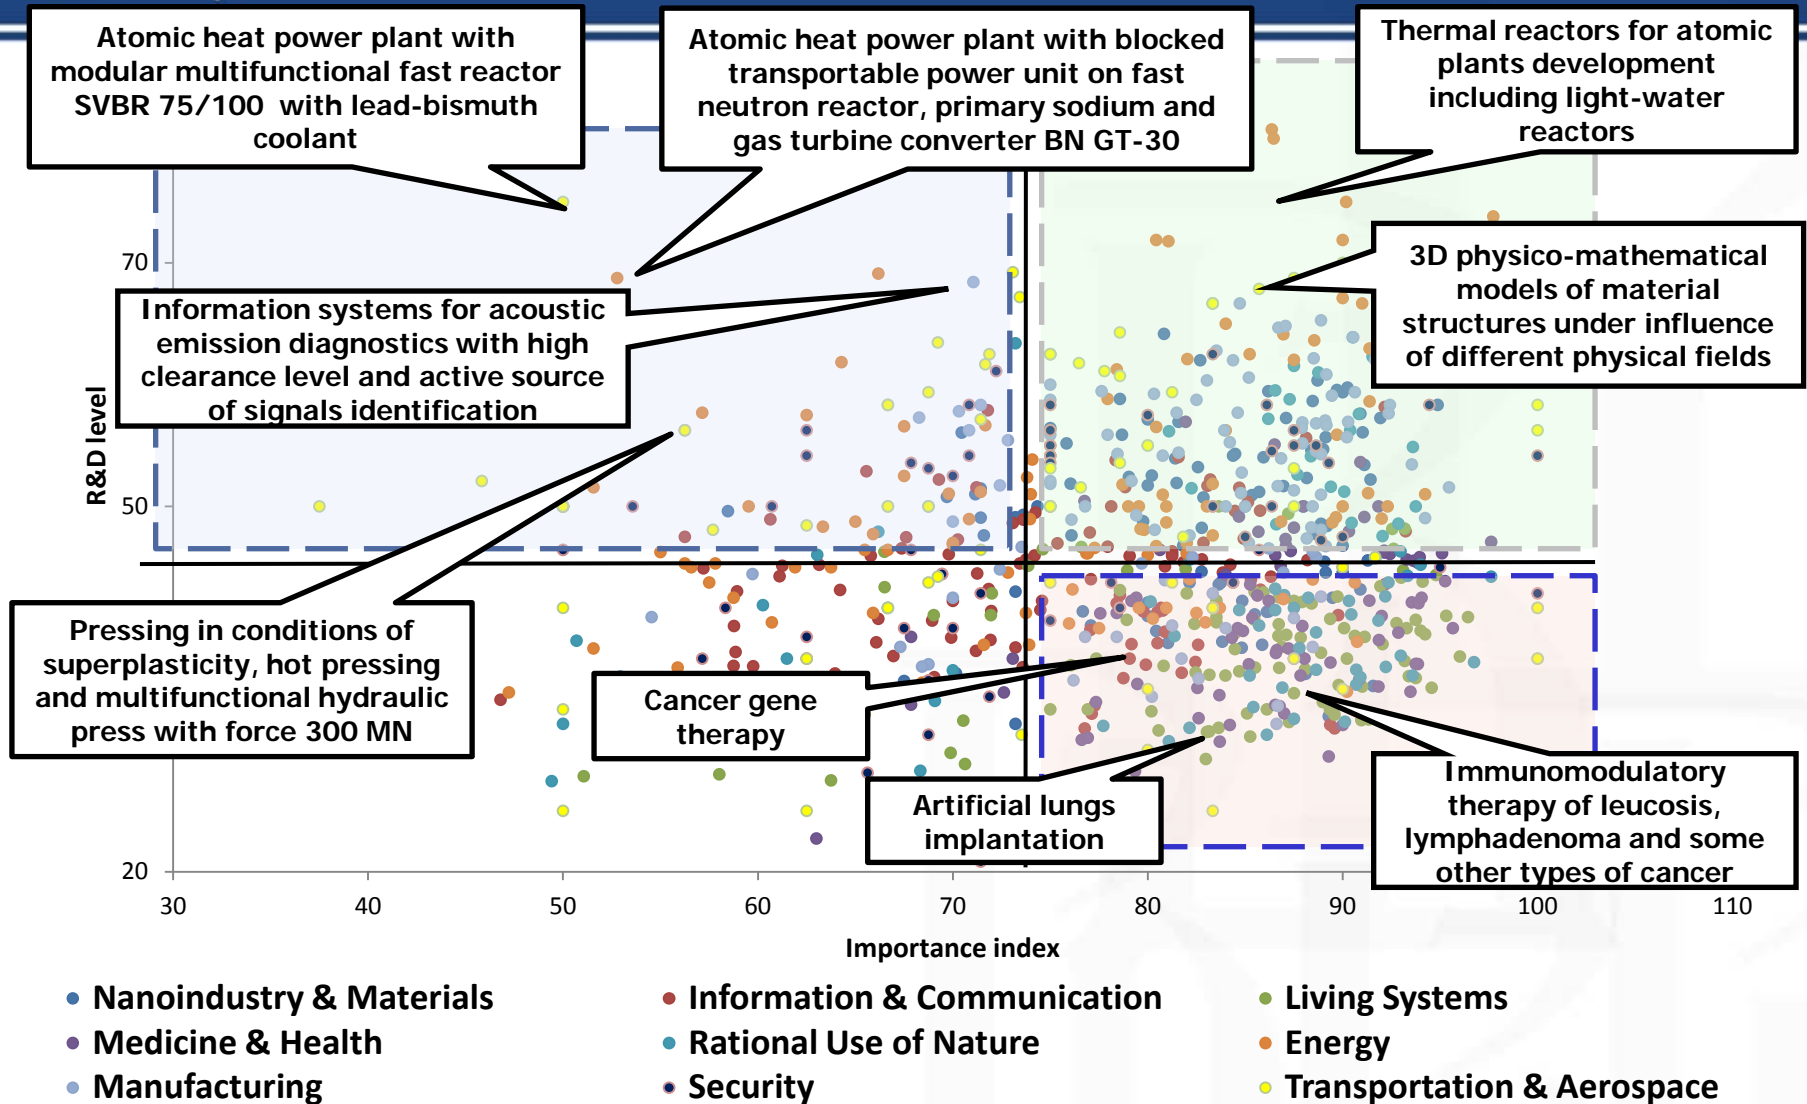 Atomic heat power plant with
modular multifunctional fast reactor
SVBR 75/100 with lead-bismuth
coolant
Atomic heat power plant with blocked
transportable power unit on fast
neutron reactor, primary sodium and
gas turbine converter BN GT-30
Thermal reactors for atomic
plants development
including light-water
reactors
3D physico-mathematical
models of material
structures under influence
of different physical fields
Information systems for acoustic
emission diagnostics with high
clearance level and active source
of signals identification
Pressing in conditions of
superplasticity, hot pressing
and multifunctional hydraulic
press with force 300 MN
Cancer gene
therapy
Artificial lungs
implantation
Immunomodulatory
therapy of leucosis,
lymphadenoma and some
other types of cancer
R&D level
70
50
20
30 40 50 60 70 80 90 100 110
Importance index
Nanoindustry & Materials
Information & Communication
Living Systems
Medicine & Health
Rational Use of Nature
Energy
Manufacturing
Security
Transportation & Aerospace